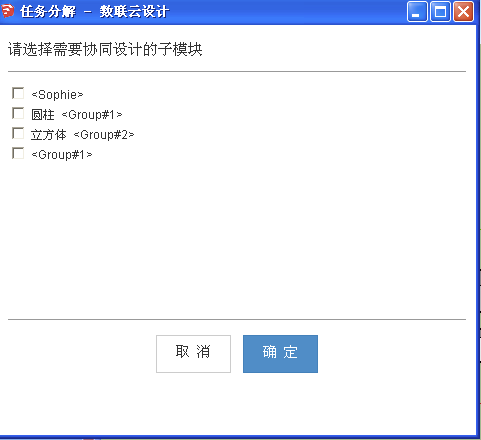 任务分解 - 数联云设计
请选择需要协同设计的子模块
<Sophie>
圆柱 <Group#1>
立方体 <Group#2>
<Group#1>
取 消
确 定